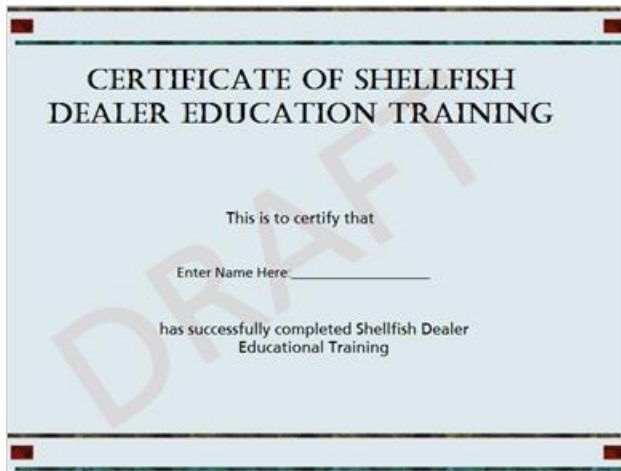 CERTIFICATE OF SHELLFISH
DEALER EDUCATION TRAINING
DRAFT
This is to certify that
Enter Name Here:____________________
has successfully completed Shellfish Dealer
Educational Training